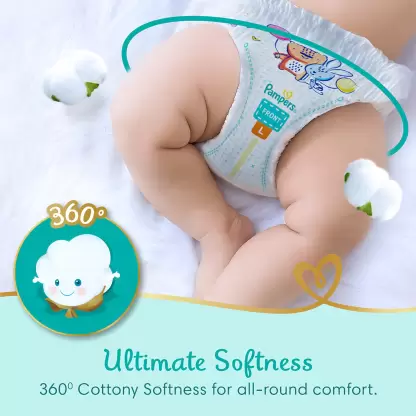 Pampers
FRONT
L
360°
Ultimate Softness
360⁰ Cottony Softness for all-round comfort.